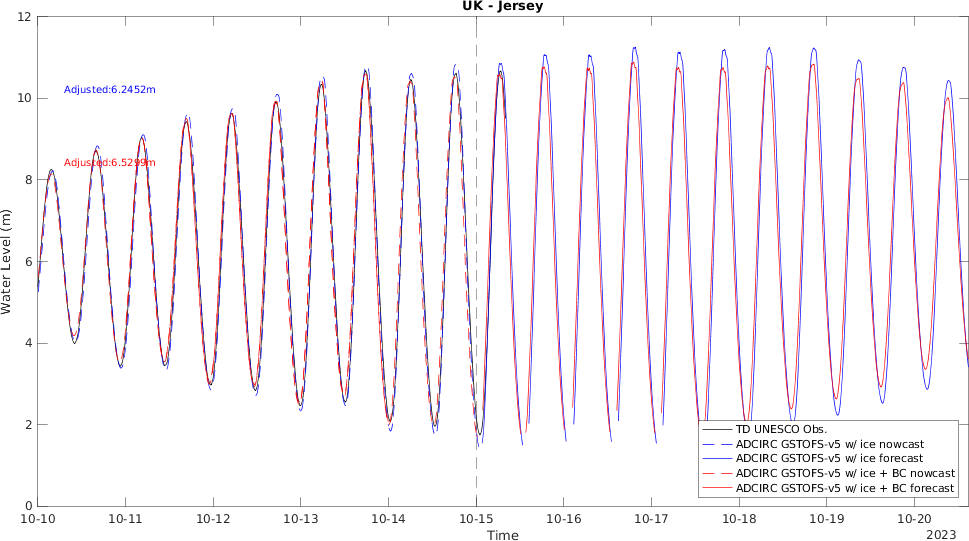 UK - Jersey
12
10
8
6
4
2
0
Water Level (m)
Adjusted:6.2452m
Adjusted:6.5299m
TD UNESCO Obs.
ADCIRC GSTOFS-v5 w/ ice nowcast
ADCIRC GSTOFS-v5 w/ ice forecast
ADCIRC GSTOFS-v5 w/ ice + BC nowcast
ADCIRC GSTOFS-v5 w/ ice + BC forecast
10-10 10-11 10-12 10-13 10-14 10-15 10-16 10-17 10-18 10-19 10-20
Time
2023